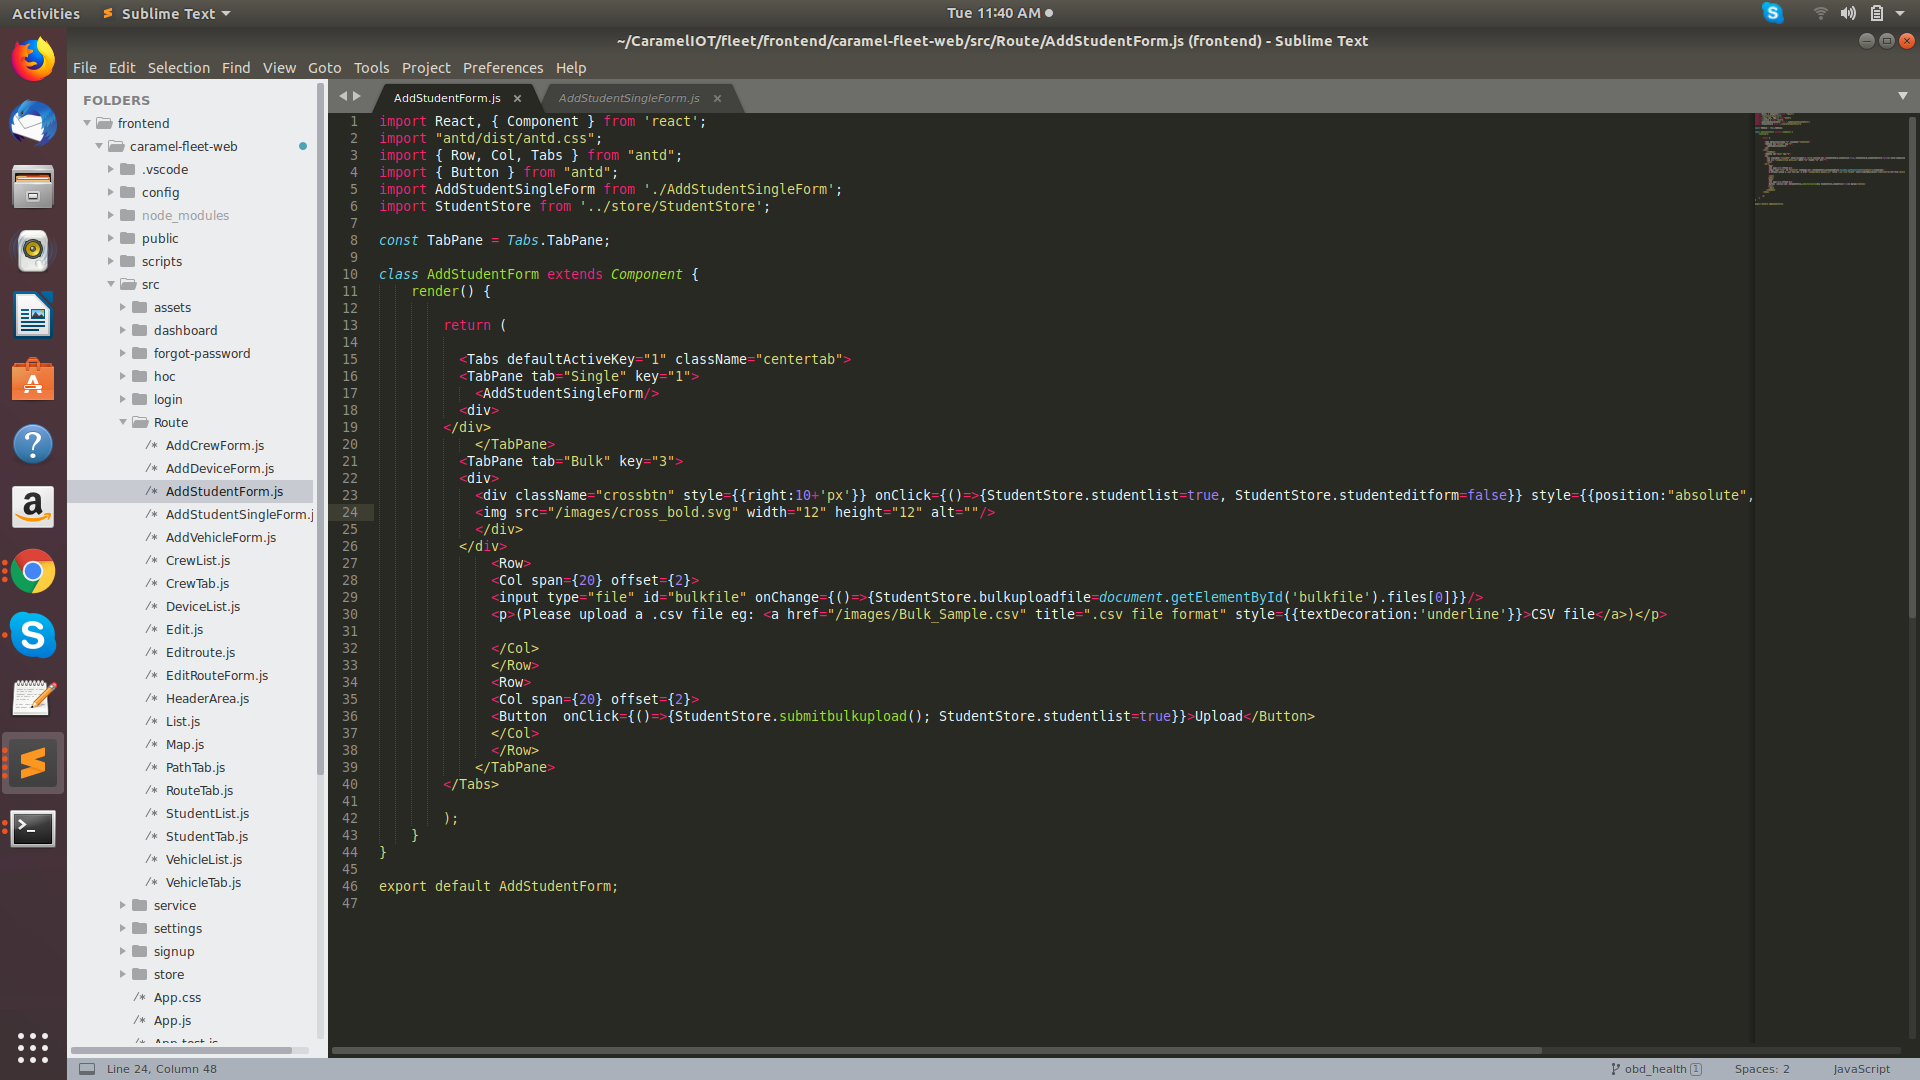 Activities
Sublime Text
Tue 11:40 AM
~/CaramelIOT/fleet/frontend/caramel-fleet-web/src/Route/AddStudentForm.js (frontend) - Sublime Text
File Edit Selection Find View Goto Tools Project Preferences Help
FOLDERS
frontend
caramel-fleet-web
.vscode
config
node_modules
public
scripts
src
assets
dashboard
forgot-password
hoc
login
Route
/* AddCrewForm.js
/* AddDeviceForm.js
/* AddStudentForm.js
/* AddStudentSingleForm.j
/* AddVehicleForm.js
/* CrewList.js
/* CrewTab.js
/* DeviceList.js
/* Edit.js
/* Editroute.js
/* EditRouteForm.js
/* HeaderArea.js
/* List.js
/* Map.js
/* PathTab.js
/* RouteTab.js
/* StudentList.js
/* StudentTab.js
/* VehicleList.js
/* VehicleTab.js
service
settings
signup
store
/* App.css
/* App.js
/* App.test.js
AddStudentForm.js ×
AddStudentSingleForm.js ×
1 import React, { Component } from 'react';
2 import "antd/dist/antd.css";
3 import { Row, Col, Tabs } from "antd";
4 import { Button } from "antd";
5 import AddStudentSingleForm from './AddStudentSingleForm';
6 import StudentStore from '../store/StudentStore';
7
8 const TabPane = Tabs.TabPane;
9
10 class AddStudentForm extends Component {
11 render() {
12
13 return (
14
15 <Tabs defaultActiveKey="1" className="centertab">
16 <TabPane tab="Single" key="1">
17 <AddStudentSingleForm/>
18 <div>
19 </div>
20 </TabPane>
21 <TabPane tab="Bulk" key="3">
22 <div>
23 <div className="crossbtn" style={{right:10+'px'}} onClick={()=>{StudentStore.studentlist=true, StudentStore.studenteditform=false}} style={{position:"absolute",
24 <img src="/images/cross_bold.svg" width="12" height="12" alt=""/>
25 </div>
26 </div>
27 <Row>
28 <Col span={20} offset={2}>
29 <input type="file" id="bulkfile" onChange={()=>{StudentStore.bulkuploadfile=document.getElementById('bulkfile').files[0]}}/>
30 <p>(Please upload a .csv file eg: <a href="/images/Bulk_Sample.csv" title=".csv file format" style={{textDecoration:'underline'}}>CSV file</a>)</p>
31
32 </Col>
33 </Row>
34 <Row>
35 <Col span={20} offset={2}>
36 <Button  onClick={()=>{StudentStore.submitbulkupload(); StudentStore.studentlist=true}}>Upload</Button>
37 </Col>
38 </Row>
39 </TabPane>
40 </Tabs>
41
42 );
43 }
44 }
45
46 export default AddStudentForm;
47
Line 24, Column 48
obd_health 1
Spaces: 2
JavaScript